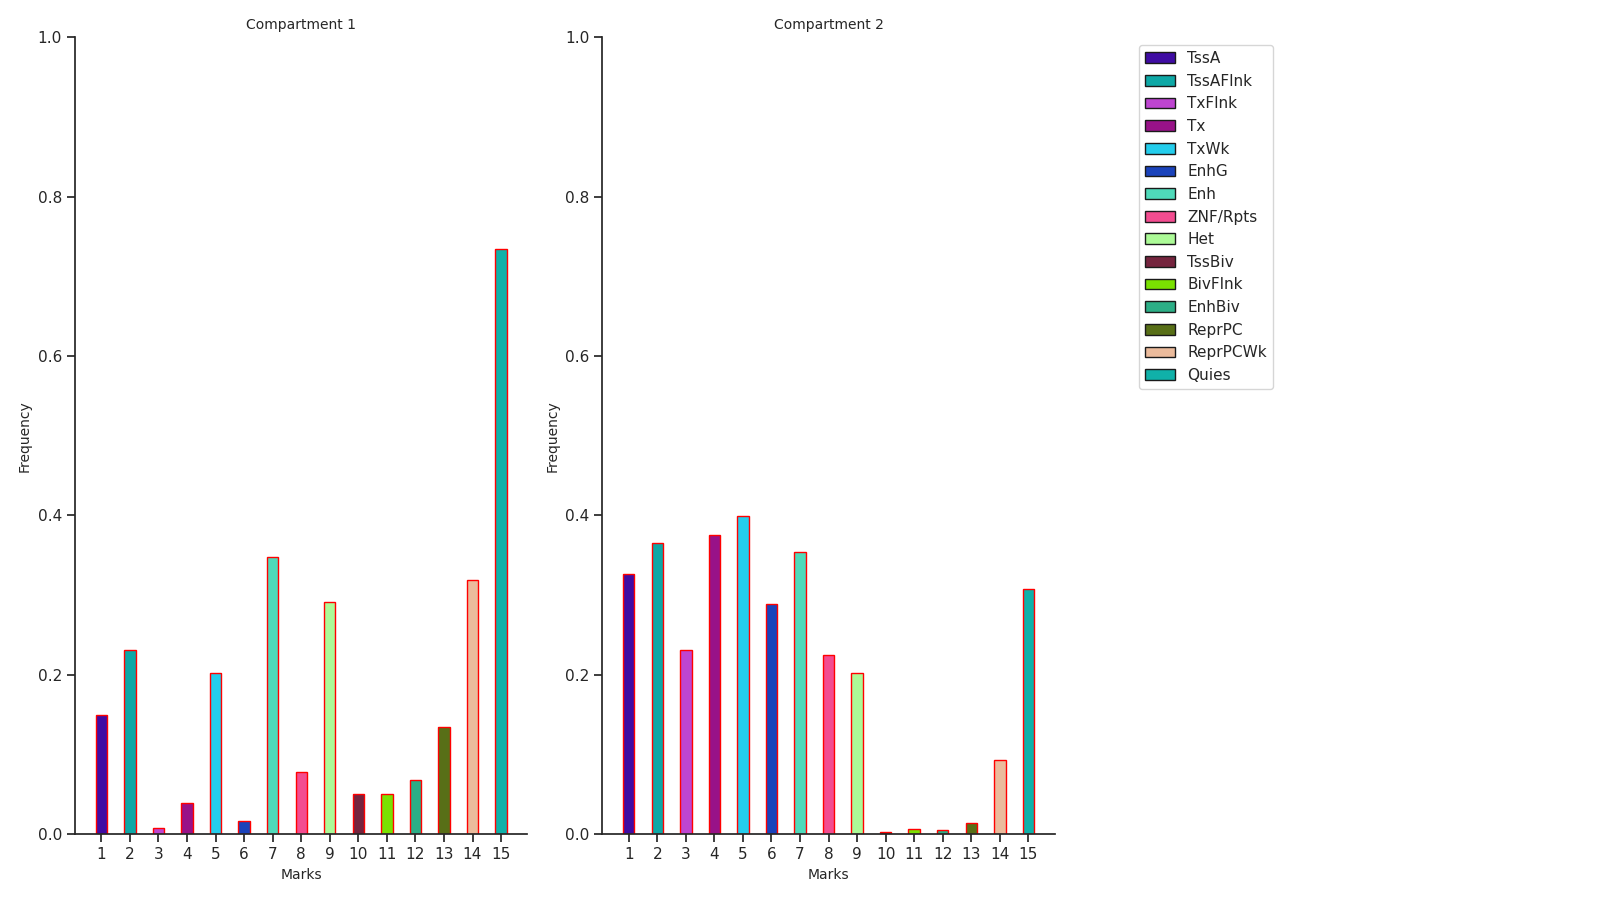 Compartment 1
1.0
0.8
0.6
0.4
0.2
0.0
Frequency
1 2 3 4 5 6 7 8 9 10 11 12 13 14 15
Marks
Compartment 2
1.0
0.8
0.6
0.4
0.2
0.0
Frequency
1 2 3 4 5 6 7 8 9 10 11 12 13 14 15
Marks
TssA
TssAFlnk
TxFlnk
Tx
TxWk
EnhG
Enh
ZNF/Rpts
Het
TssBiv
BivFlnk
EnhBiv
ReprPC
ReprPCWk
Quies